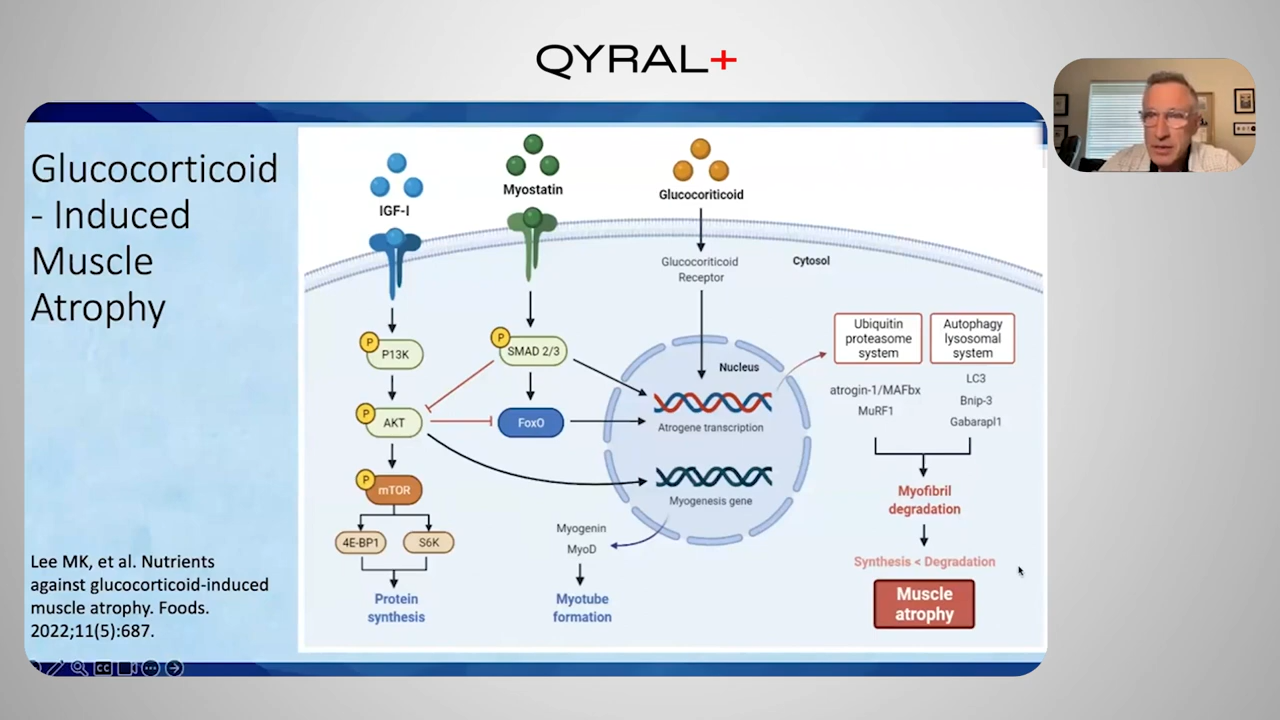 QYRAL+
Glucocorticoid
- Induced
Muscle
Atrophy
Lee MK, et al. Nutrients
against glucocorticoid-induced
muscle atrophy. Foods.
2022;11(5):687.
IGF-I
Myostatin
Glucocoriticoid
Glucocorticoid
Receptor
Cytosol
P
P13K
P
SMAD 2/3
P
AKT
FoxO
P
mTOR
4E-BP1
S6K
Protein
synthesis
Nucleus
Atrogene transcription
Myogenesis gene
Myogenin
MyoD
Myotube
formation
Ubiquitin
proteasome
system
Autophagy
lysosomal
system
atrogin-1/MAFbx
MuRF1
LC3
Bnip-3
Gabarapl1
Myofibril
degradation
Synthesis < Degradation
Muscle
atrophy
CC